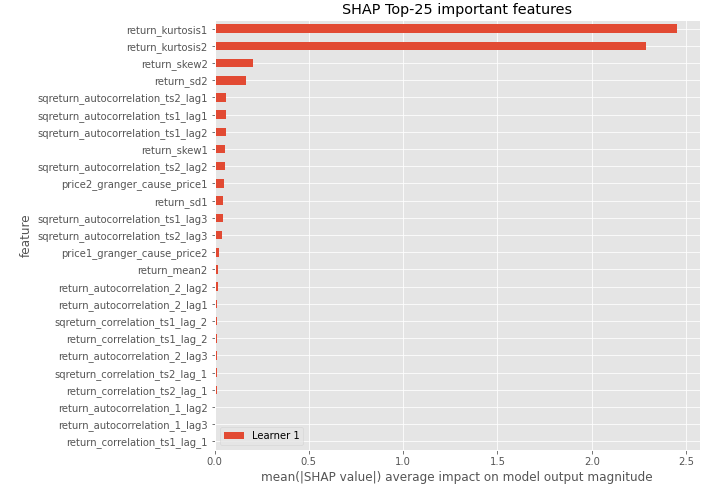 SHAP Top-25 important features
return_kurtosis1
return_kurtosis2
return_skew2
return_sd2
sqreturn_autocorrelation_ts2_lag1
sqreturn_autocorrelation_ts1_lag1
sqreturn_autocorrelation_ts1_lag2
return_skew1
sqreturn_autocorrelation_ts2_lag2
price2_granger_cause_price1
return_sd1
sqreturn_autocorrelation_ts1_lag3
sqreturn_autocorrelation_ts2_lag3
price1_granger_cause_price2
return_mean2
return_autocorrelation_2_lag2
return_autocorrelation_2_lag1
sqreturn_correlation_ts1_lag_2
return_correlation_ts1_lag_2
return_autocorrelation_2_lag3
sqreturn_correlation_ts2_lag_1
return_correlation_ts2_lag_1
return_autocorrelation_1_lag2
return_autocorrelation_1_lag3
return_correlation_ts1_lag_1
feature
Learner 1
0.0 0.5 1.0 1.5 2.0 2.5
mean(|SHAP value|) average impact on model output magnitude